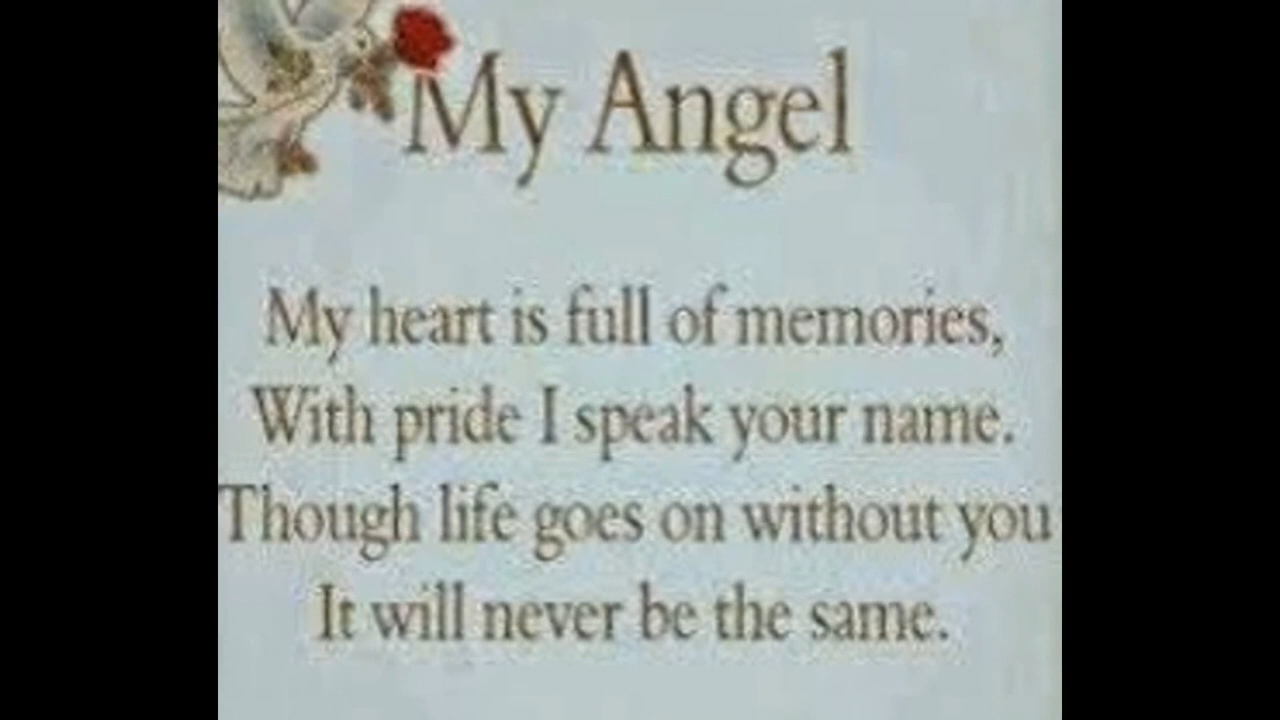 My Angel
My heart is full of memories,
With pride I speak your name.
Though life goes on without you
It will never be the same.